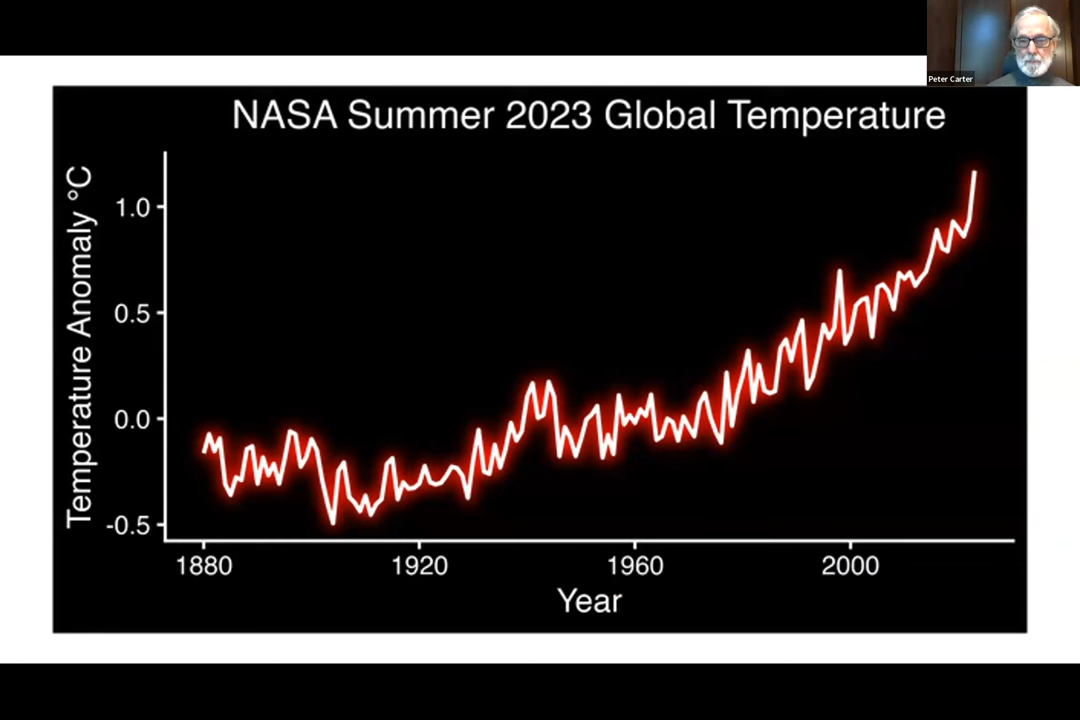 Peter Carter
NASA Summer 2023 Global Temperature
Temperature Anomaly °C
1.0
0.5
0.0
-0.5
1880 1920 1960 2000
Year